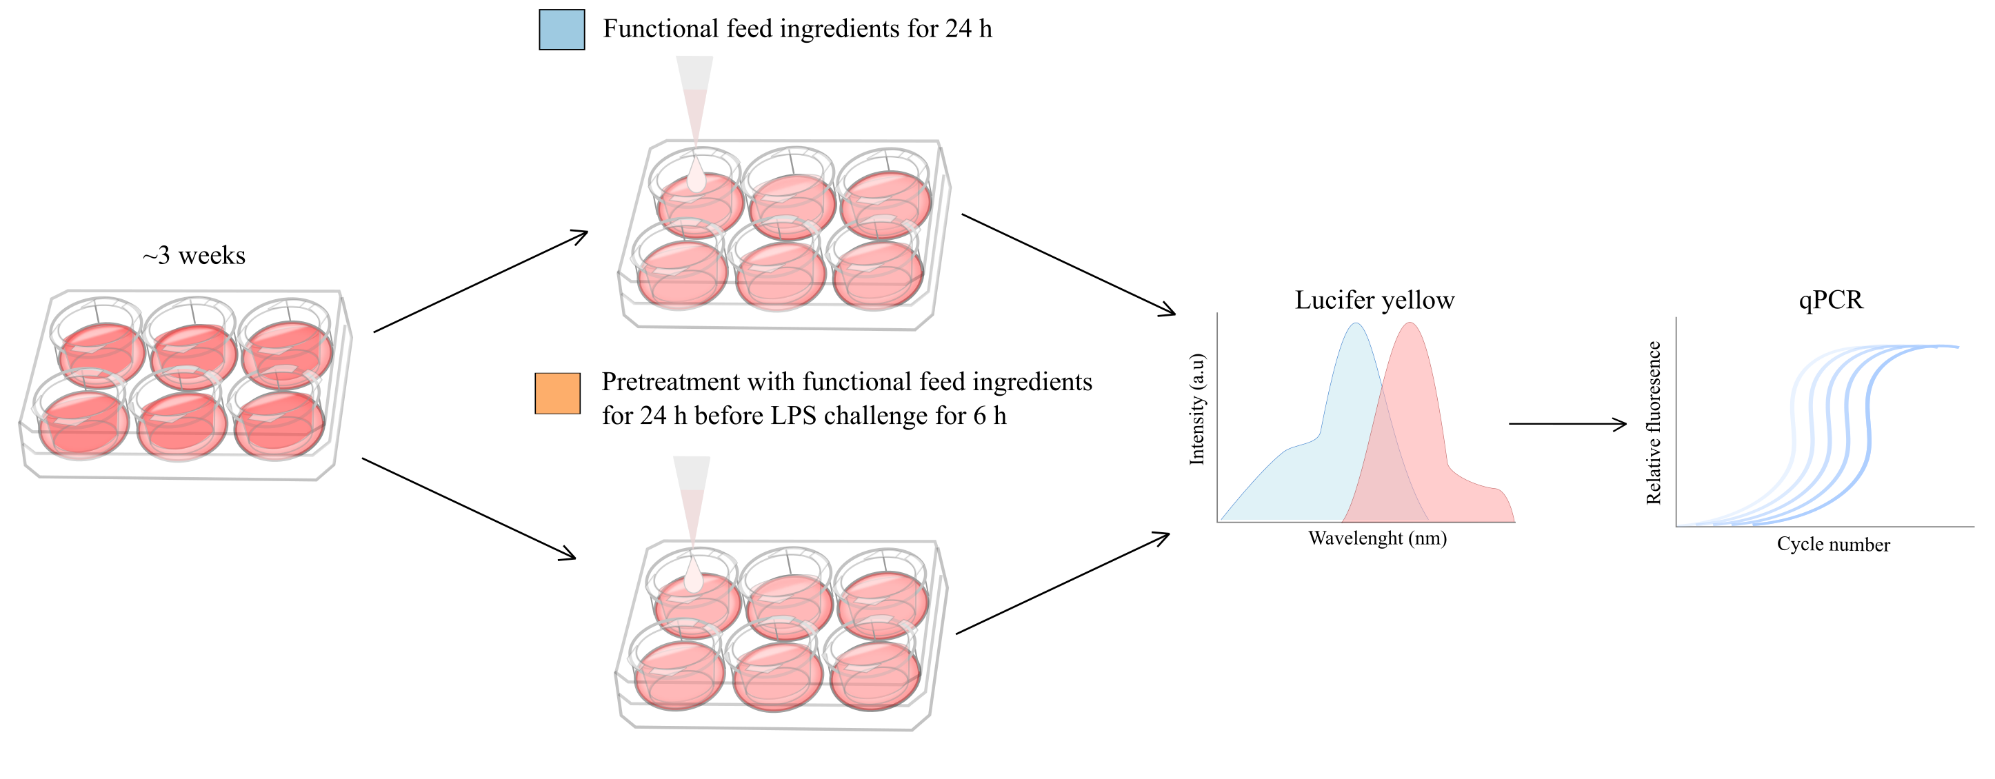 Functional feed ingredients for 24 h
~3 weeks
Pretreatment with functional feed ingredients
for 24 h before LPS challenge for 6 h
Lucifer yellow
Intensity (a.u)
Wavelenght (nm)
qPCR
Relative fluoresence
Cycle number